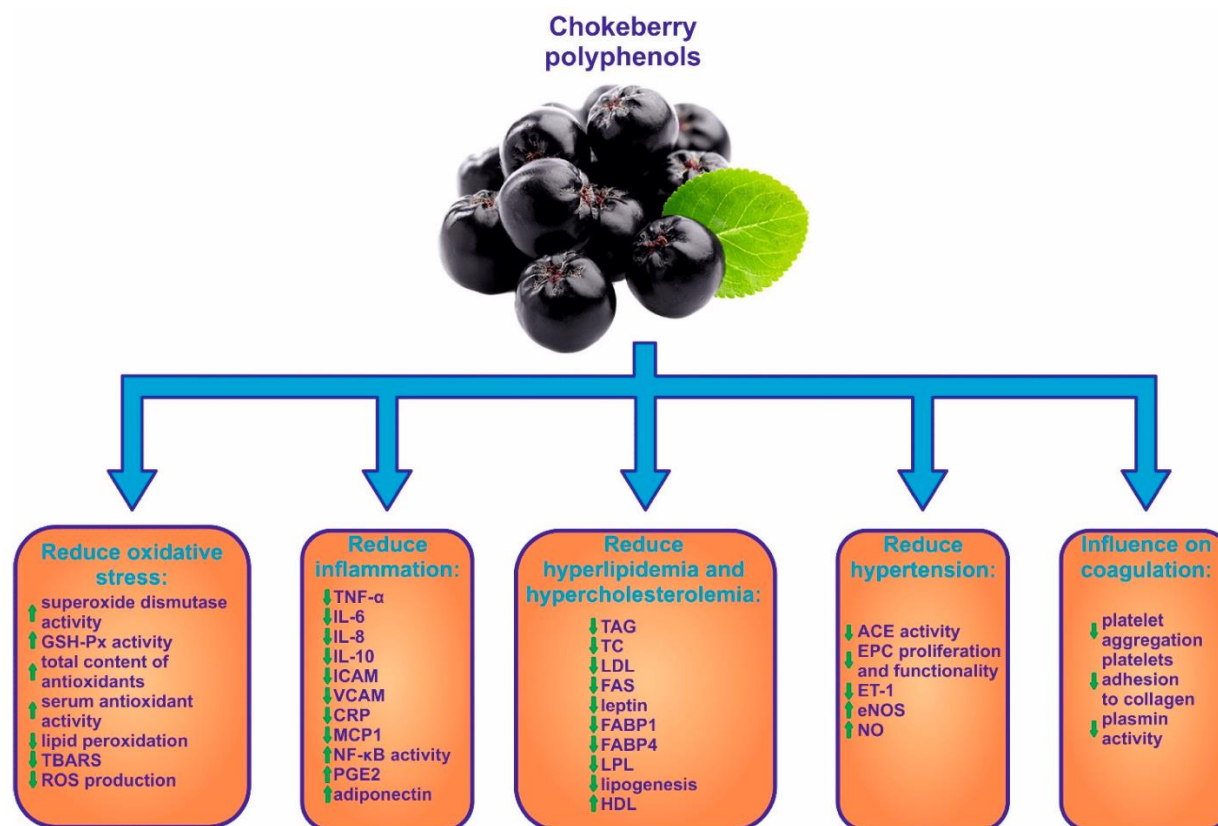 Chokeberry
polyphenols
Reduce oxidative
stress:
↑superoxide dismutase
activity
↑GSH-Px activity
↑total content of
antioxidants
↑serum antioxidant
activity
↓lipid peroxidation
↓TBARS
↓ROS production
Reduce
inflammation:
↓TNF-α
↓IL-6
↓IL-8
↓IL-10
↓ICAM
↓VCAM
↓CRP
↓MCP1
↑NF-κB activity
↑PGE2
↑adiponectin
Reduce
hyperlipidemia and
hypercholesterolemia:
↓TAG
↓TC
↓LDL
↓FAS
↓leptin
↓FABP1
↓FABP4
↓LPL
↓lipogenesis
↑HDL
Reduce
hypertension:
↓ACE activity
↓EPC proliferation
and functionality
↓ET-1
↑eNOS
↑NO
Influence on
coagulation:
↓platelet
aggregation
platelets
↓adhesion
to collagen
↓plasmin
activity